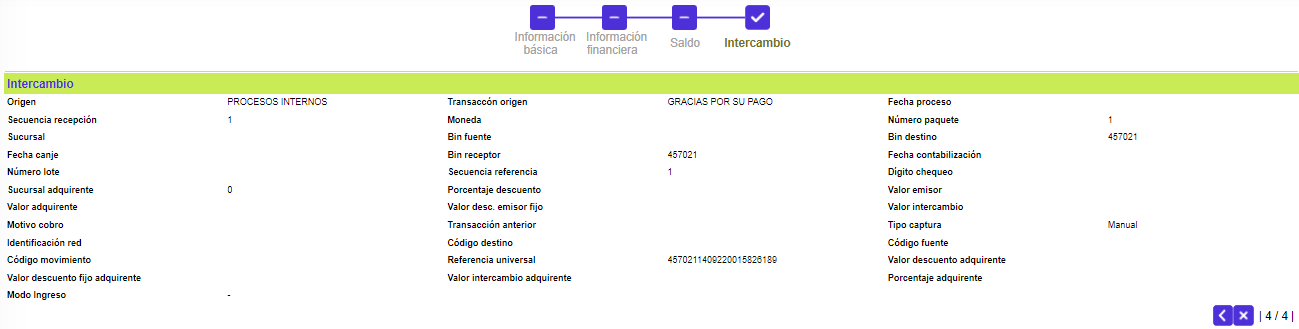 Información básica
Información financiera
Saldo
Intercambio
Intercambio
Origen PROCESOS INTERNOS Transaccón origen GRACIAS POR SU PAGO Fecha proceso
Secuencia recepción 1 Moneda Número paquete 1
Sucursal Bin fuente Bin destino 457021
Fecha canje Bin receptor 457021 Fecha contabilización
Número lote Secuencia referencia 1 Dígito chequeo
Sucursal adquirente 0 Porcentaje descuento Valor emisor
Valor adquirente Valor desc. emisor fijo Valor intercambio
Motivo cobro Transacción anterior Tipo captura Manual
Identificación red Código destino Código fuente
Código movimiento Referencia universal 4570211409220015826189 Valor descuento adquirente
Valor descuento fijo adquirente Valor intercambio adquirente Porcentaje adquirente
Modo Ingreso -
| 4 / 4 |